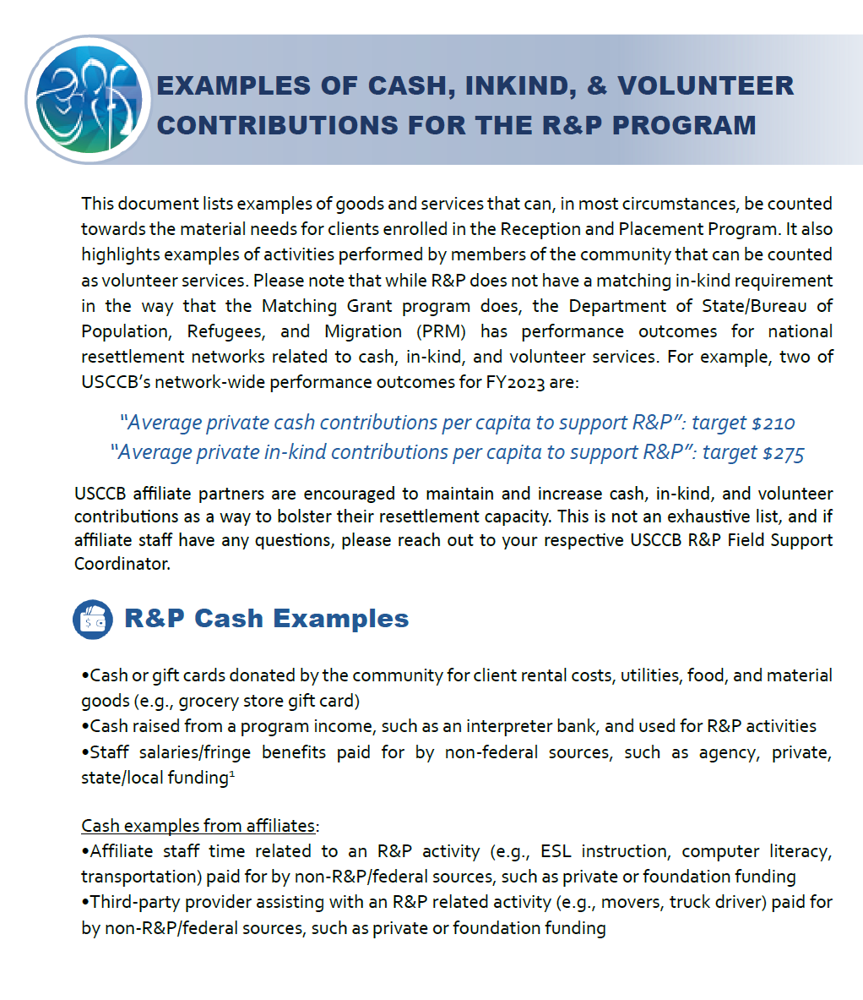 EXAMPLES OF CASH, INKIND, & VOLUNTEER
CONTRIBUTIONS FOR THE R&P PROGRAM
This document lists examples of goods and services that can, in most circumstances, be counted
towards the material needs for clients enrolled in the Reception and Placement Program. It also
highlights examples of activities performed by members of the community that can be counted
as volunteer services. Please note that while R&P does not have a matching in-kind requirement
in the way that the Matching Grant program does, the Department of State/Bureau of
Population, Refugees, and Migration (PRM) has performance outcomes for national
resettlement networks related to cash, in-kind, and volunteer services. For example, two of
USCCB’s network-wide performance outcomes for FY2023 are:
“Average private cash contributions per capita to support R&P”: target $210
“Average private in-kind contributions per capita to support R&P”: target $275
USCCB affiliate partners are encouraged to maintain and increase cash, in-kind, and volunteer
contributions as a way to bolster their resettlement capacity. This is not an exhaustive list, and if
affiliate staff have any questions, please reach out to your respective USCCB R&P Field Support
Coordinator.
R&P Cash Examples
•Cash or gift cards donated by the community for client rental costs, utilities, food, and material
goods (e.g., grocery store gift card)
•Cash raised from a program income, such as an interpreter bank, and used for R&P activities
•Staff salaries/fringe benefits paid for by non-federal sources, such as agency, private,
state/local funding¹
Cash examples from affiliates:
•Affiliate staff time related to an R&P activity (e.g., ESL instruction, computer literacy,
transportation) paid for by non-R&P/federal sources, such as private or foundation funding
•Third-party provider assisting with an R&P related activity (e.g., movers, truck driver) paid for
by non-R&P/federal sources, such as private or foundation funding